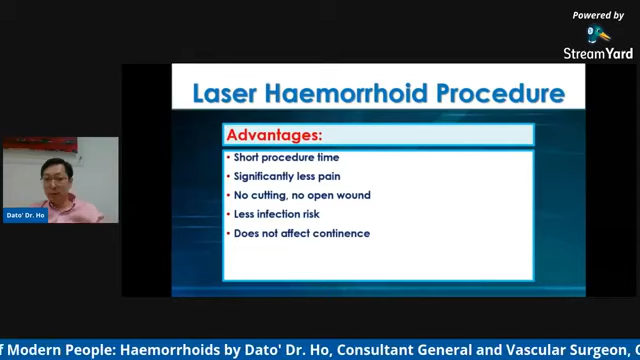 Powered by
StreamYard
Laser Haemorrhoid Procedure
Advantages:
• Short procedure time
• Significantly less pain
• No cutting, no open wound
• Less infection risk
• Does not affect continence
Dato' Dr. Ho
of Modern People: Haemorrhoids by Dato' Dr. Ho, Consultant General and Vascular Surgeon,